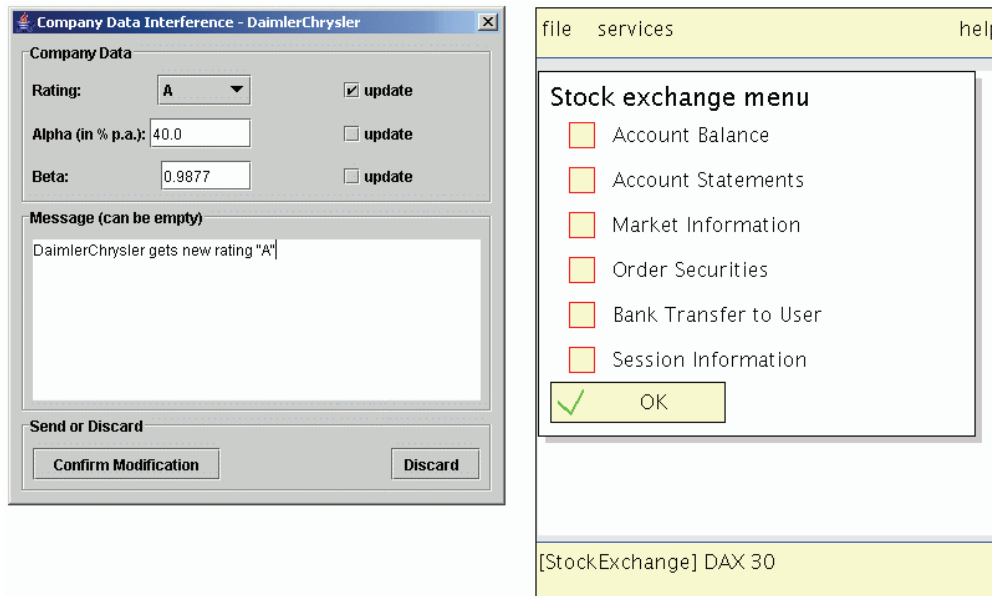 Company Data Interference - DaimlerChrysler
Company Data
Rating: A update
Alpha (in % p.a.): 40.0 update
Beta: 0.9877 update
Message (can be empty)
DaimlerChrysler gets new rating "A"
Send or Discard
Confirm Modification Discard
file services help
Stock exchange menu
Account Balance
Account Statements
Market Information
Order Securities
Bank Transfer to User
Session Information
OK
[StockExchange] DAX 30